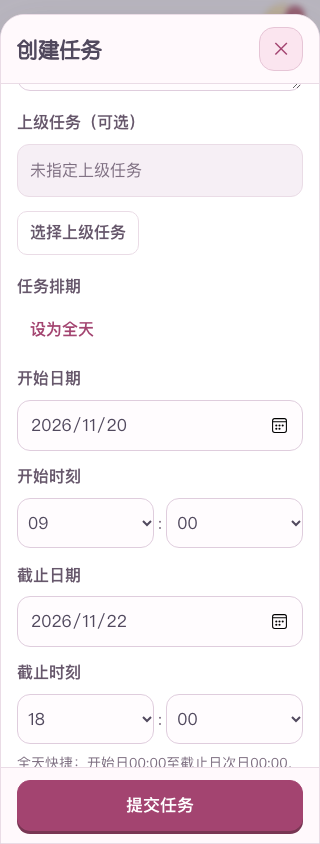 创建任务
上级任务（可选）
未指定上级任务
选择上级任务
任务排期
设为全天
开始日期
2026/11/20
开始时刻
09 : 00
截止日期
2026/11/22
截止时刻
18 : 00
全天快捷：开始日00:00至截止日次日00:00，
提交任务